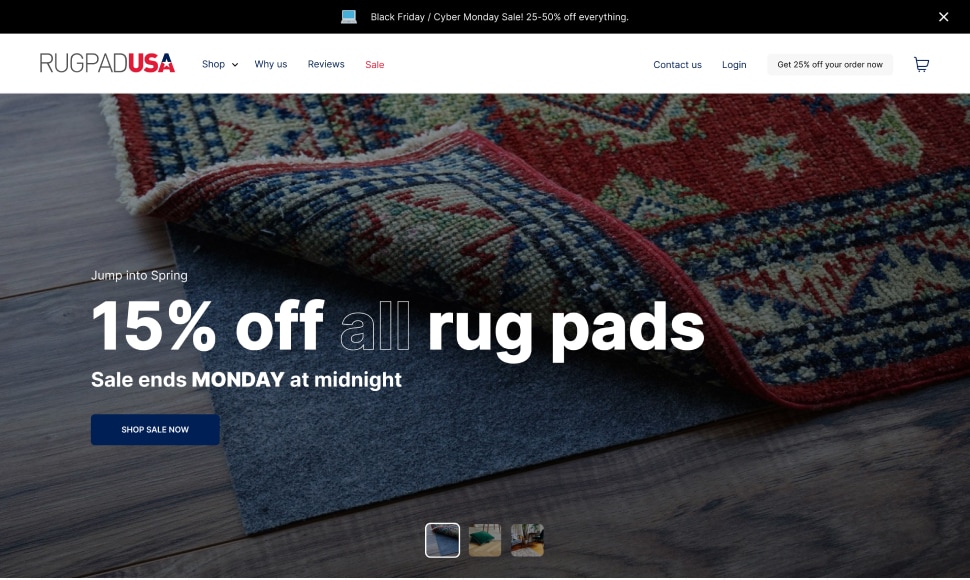 Black Friday / Cyber Monday Sale! 25-50% off everything.
RUGPADUSA
Shop
Why us
Reviews
Sale
Contact us
Login
Get 25% off your order now
Jump into Spring
15% off all rug pads
Sale ends MONDAY at midnight
SHOP SALE NOW